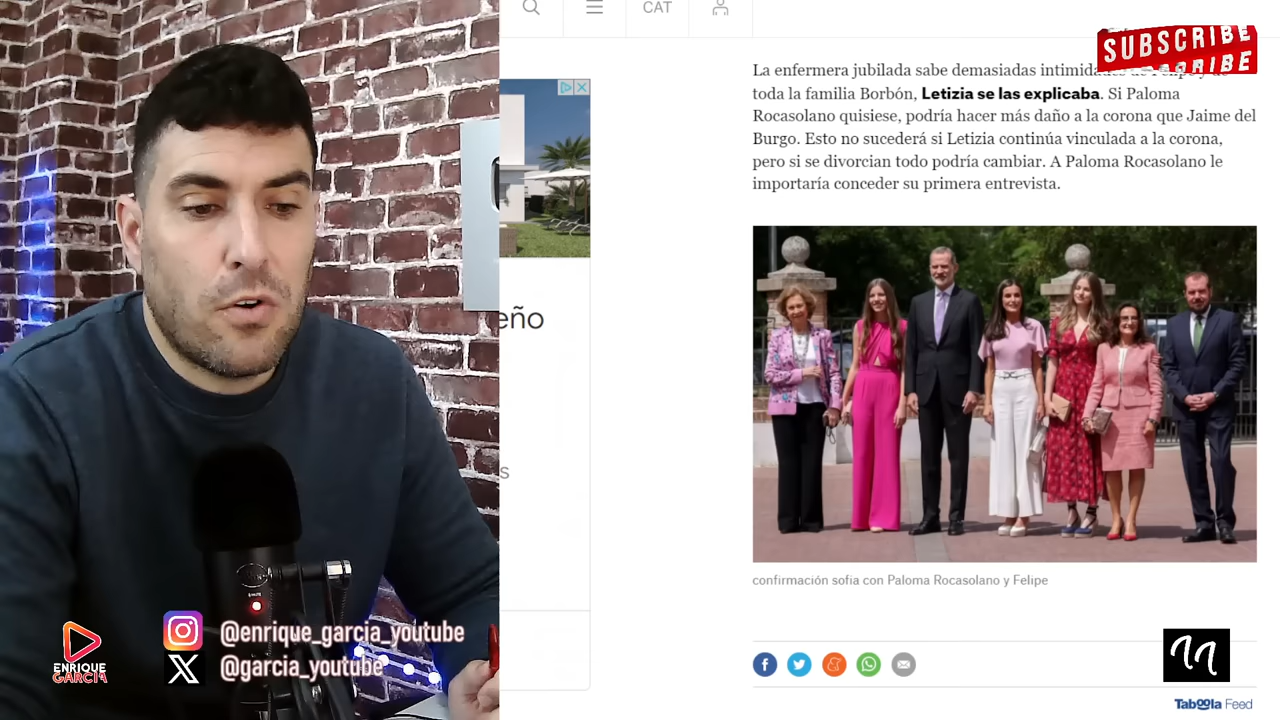 CAT
SUBSCRIBE
SCRIBE
La enfermera jubilada sabe demasiadas intimidades de Felipe y de
toda la familia Borbón, Letizia se las explicaba. Si Paloma
Rocasolano quisiese, podría hacer más daño a la corona que Jaime del
Burgo. Esto no sucederá si Letizia continúa vinculada a la corona,
pero si se divorcian todo podría cambiar. A Paloma Rocasolano le
importaría conceder su primera entrevista.
eño
s
confirmación sofia con Paloma Rocasolano y Felipe
ENRIQUE
GARCIA
@enrique_garcia_youtube
@garcia_youtube
Taboola Feed